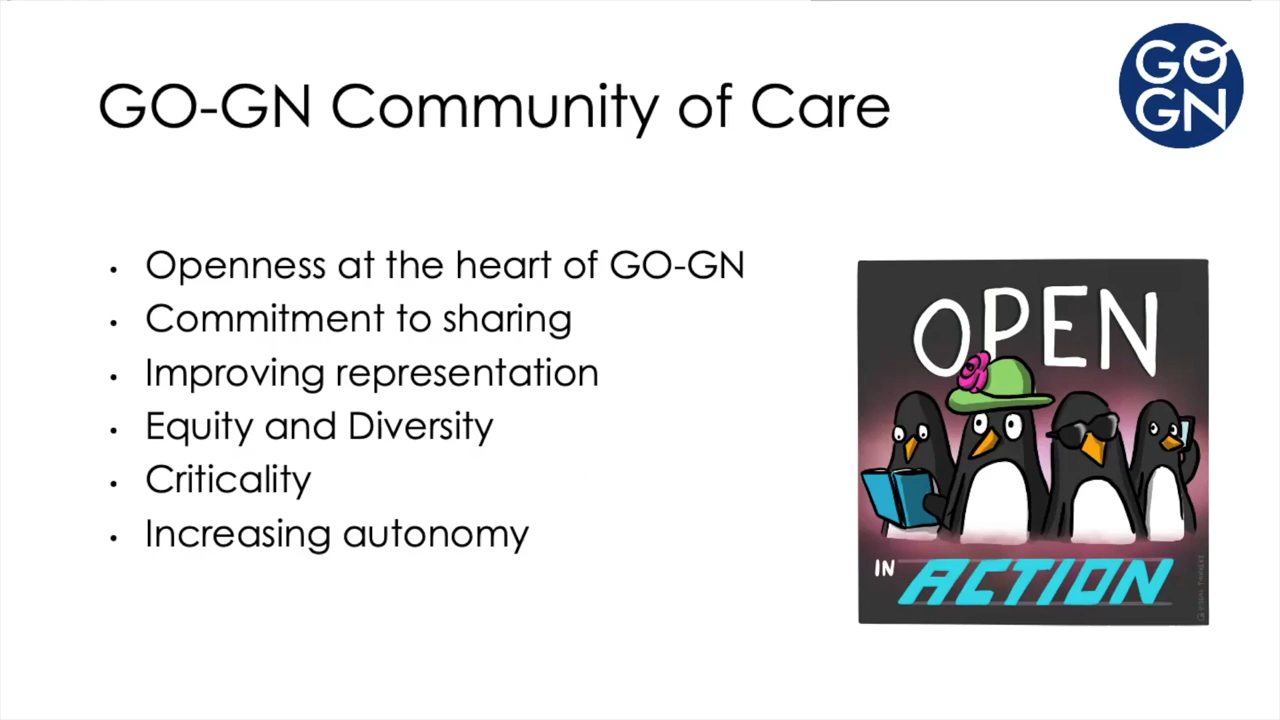 GO-GN Community of Care
GO
GN
• Openness at the heart of GO-GN
• Commitment to sharing
• Improving representation
• Equity and Diversity
• Criticality
• Increasing autonomy
OPEN
IN ACTION